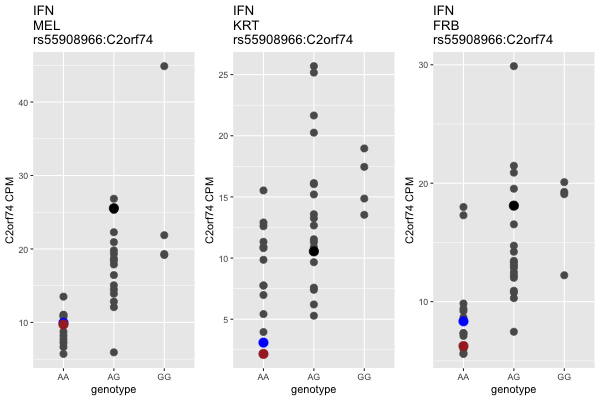 IFN
MEL
rs55908966:C2orf74
C2orf74 CPM
40
30
20
10
AA
AG
GG
genotype
IFN
KRT
rs55908966:C2orf74
C2orf74 CPM
25
20
15
10
5
AA
AG
GG
genotype
IFN
FRB
rs55908966:C2orf74
C2orf74 CPM
30
20
10
AA
AG
GG
genotype